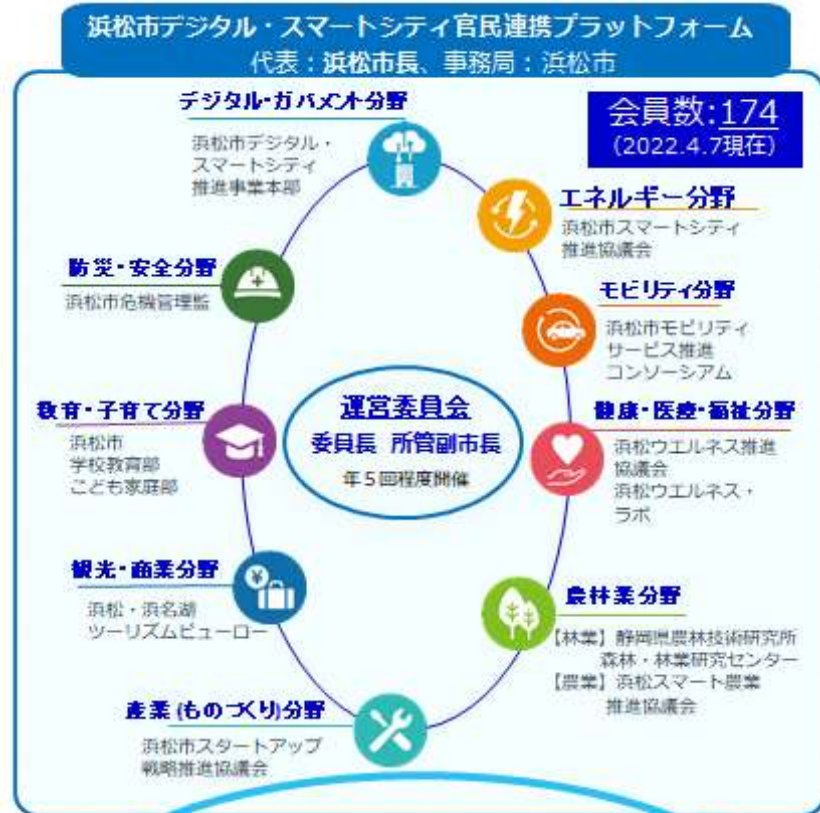 浜松市デジタル・スマートシティ官民連携プラットフォーム
代表：浜松市長、事務局：浜松市
会員数:174
(2022.4.7現在)
デジタル・ガバメント分野
浜松市デジタル・
スマートシティ
推進事業本部
エネルギー分野
浜松市スマートシティ
推進協議会
モビリティ分野
浜松市モビリティ
サービス推進
コンソーシアム
健康・医療・福祉分野
浜松ウエルネス推進
協議会
浜松ウエルネス・
ラボ
農林業分野
【林業】静岡県農林技術研究所
森林・林業研究センター
【農業】浜松スマート農業
推進協議会
産業(ものづくり)分野
浜松市スタートアップ
戦略推進協議会
観光・商業分野
浜松・浜名湖
ツーリズムビューロー
教育・子育て分野
浜松市
学校教育部
こども家庭部
防災・安全分野
浜松市危機管理監
運営委員会
委員長 所管副市長
年５回程度開催
¥